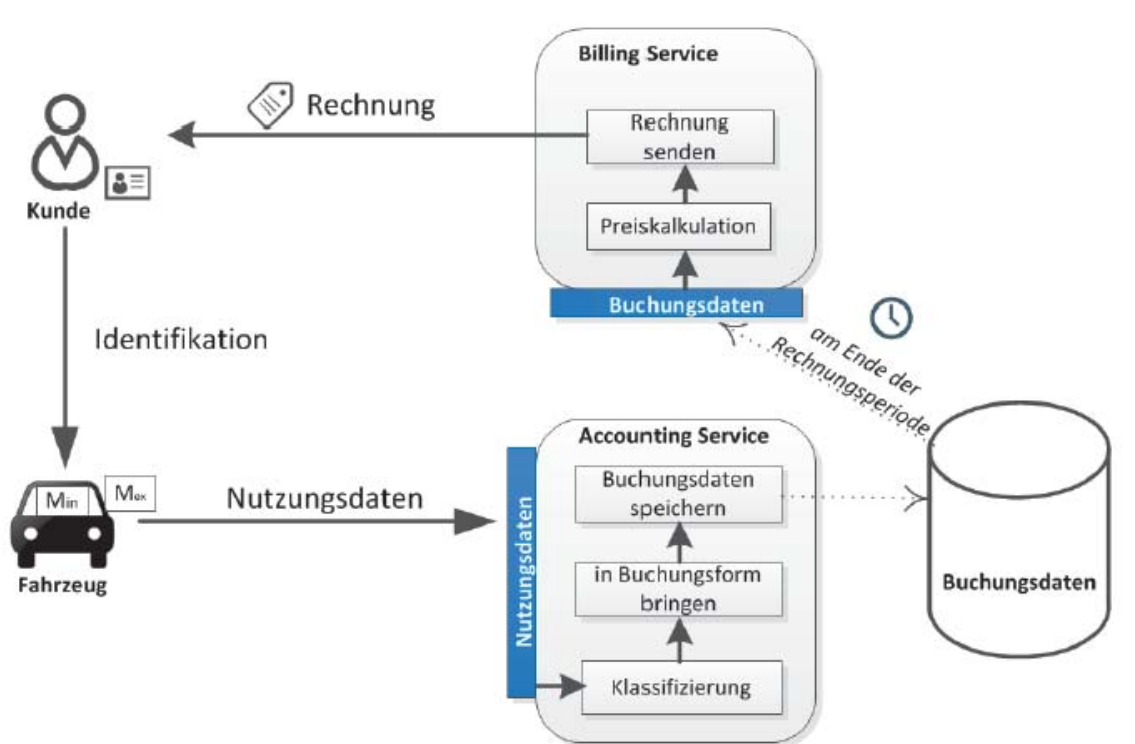 Billing Service
Rechnung
Rechnung
senden
Kunde
Preiskalkulation
Buchungsdaten
Identifikation
am Ende der
Rechnungsperiode
Accounting Service
Min
Mex
Nutzungsdaten
Nutzungsdaten
Buchungsdaten
speichern
Fahrzeug
in Buchungsform
bringen
Buchungsdaten
Klassifizierung